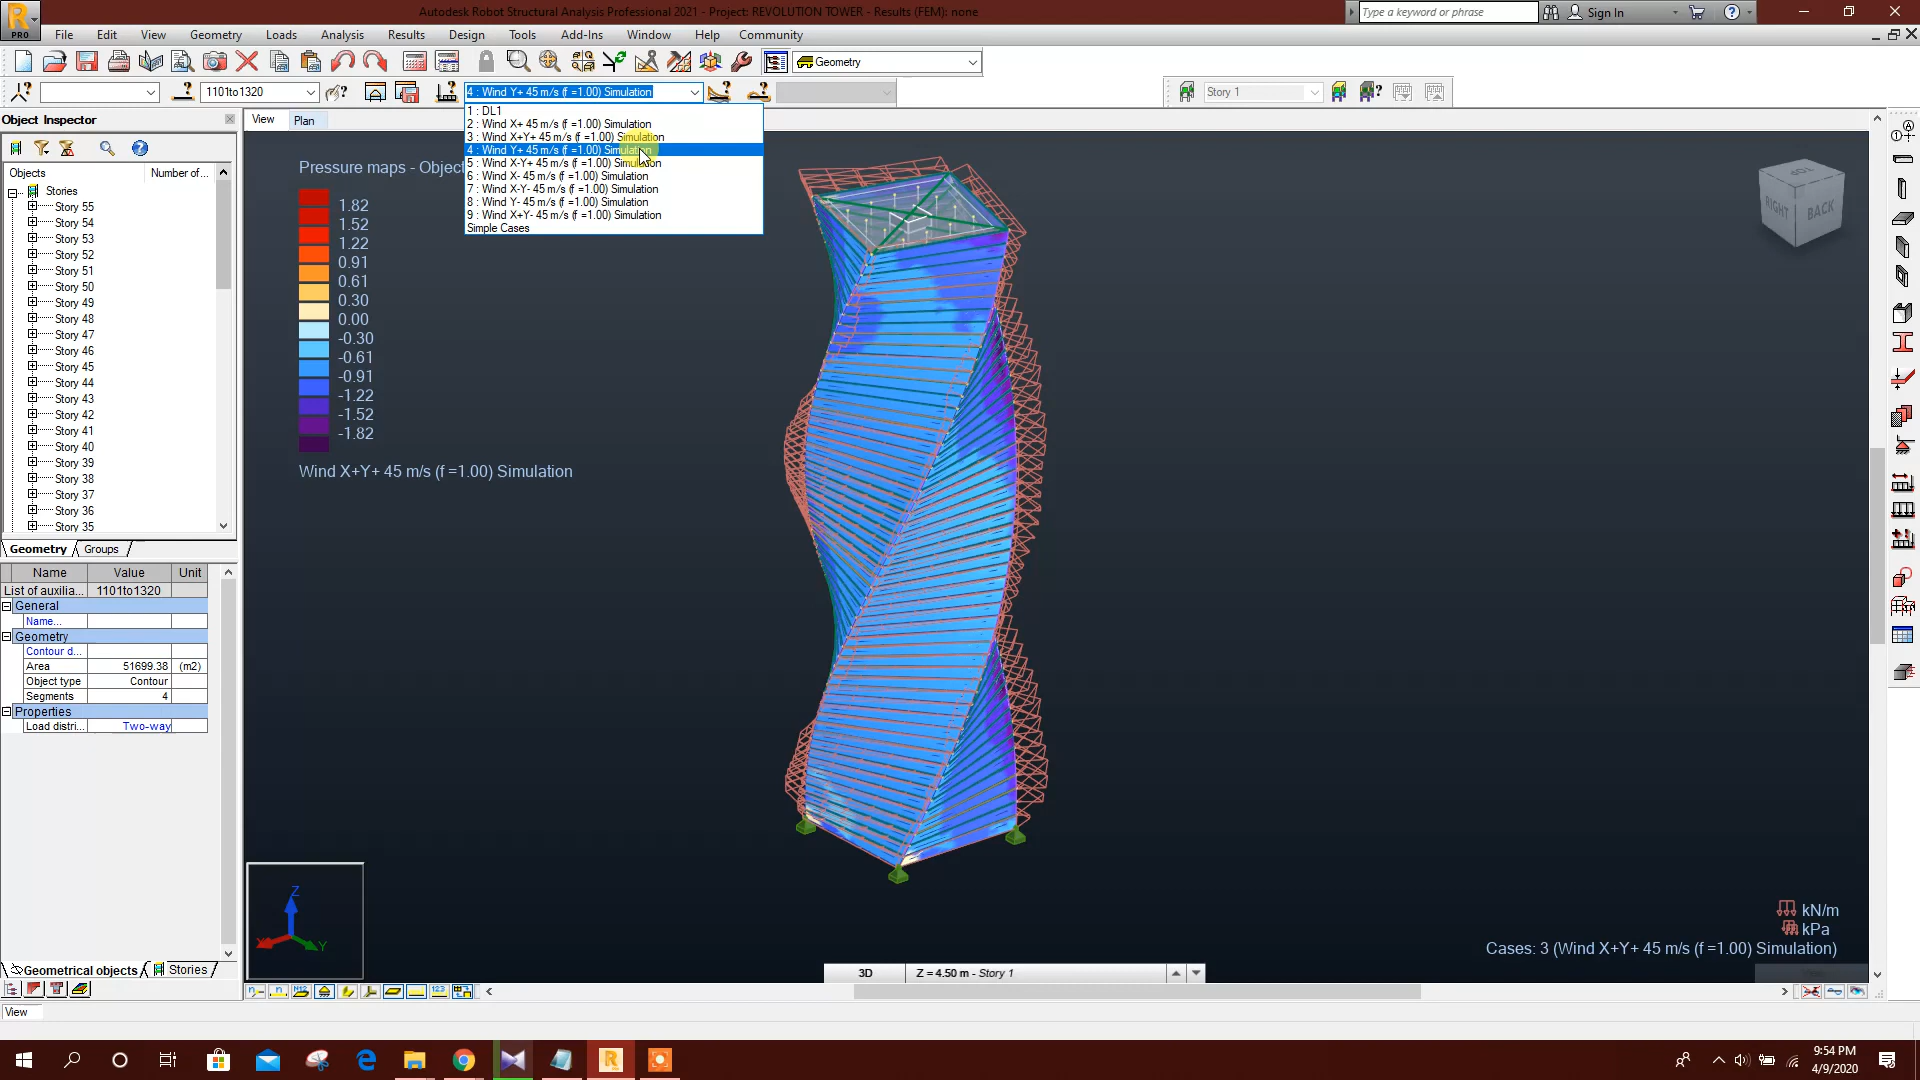 Autodesk Robot Structural Analysis Professional 2021 - Project: REVOLUTION TOWER - Results (FEM): none
Type a keyword or phrase
Sign In
PRO
File Edit View Geometry Loads Analysis Results Design Tools Add-Ins Window Help Community
Geometry
1101to1320
4 : Wind Y+ 45 m/s (f =1.00) Simulation
Story 1
1 : DL1
2 : Wind X+ 45 m/s (f =1.00) Simulation
3 : Wind X+Y+ 45 m/s (f =1.00) Simulation
4 : Wind Y+ 45 m/s (f =1.00) Simulation
5 : Wind X-Y+ 45 m/s (f =1.00) Simulation
6 : Wind X- 45 m/s (f =1.00) Simulation
7 : Wind X-Y- 45 m/s (f =1.00) Simulation
8 : Wind Y- 45 m/s (f =1.00) Simulation
9 : Wind X+Y- 45 m/s (f =1.00) Simulation
Simple Cases
Object Inspector
Objects Number of...
Stories
Story 55
Story 54
Story 53
Story 52
Story 51
Story 50
Story 49
Story 48
Story 47
Story 46
Story 45
Story 44
Story 43
Story 42
Story 41
Story 40
Story 39
Story 38
Story 37
Story 36
Story 35
Geometry Groups
Name Value Unit
List of auxilia... 1101to1320
General
Name...
Geometry
Contour d...
Area 51699.38 (m2)
Object type Contour
Segments 4
Properties
Load distri... Two-way
Geometrical objects Stories
View Plan
Pressure maps - Object
1.82
1.52
1.22
0.91
0.61
0.30
0.00
-0.30
-0.61
-0.91
-1.22
-1.52
-1.82
Wind X+Y+ 45 m/s (f =1.00) Simulation
TOP
RIGHT BACK
Z
X Y
kN/m
kPa
Cases: 3 (Wind X+Y+ 45 m/s (f =1.00) Simulation)
3D Z = 4.50 m - Story 1
View
9:54 PM
4/9/2020